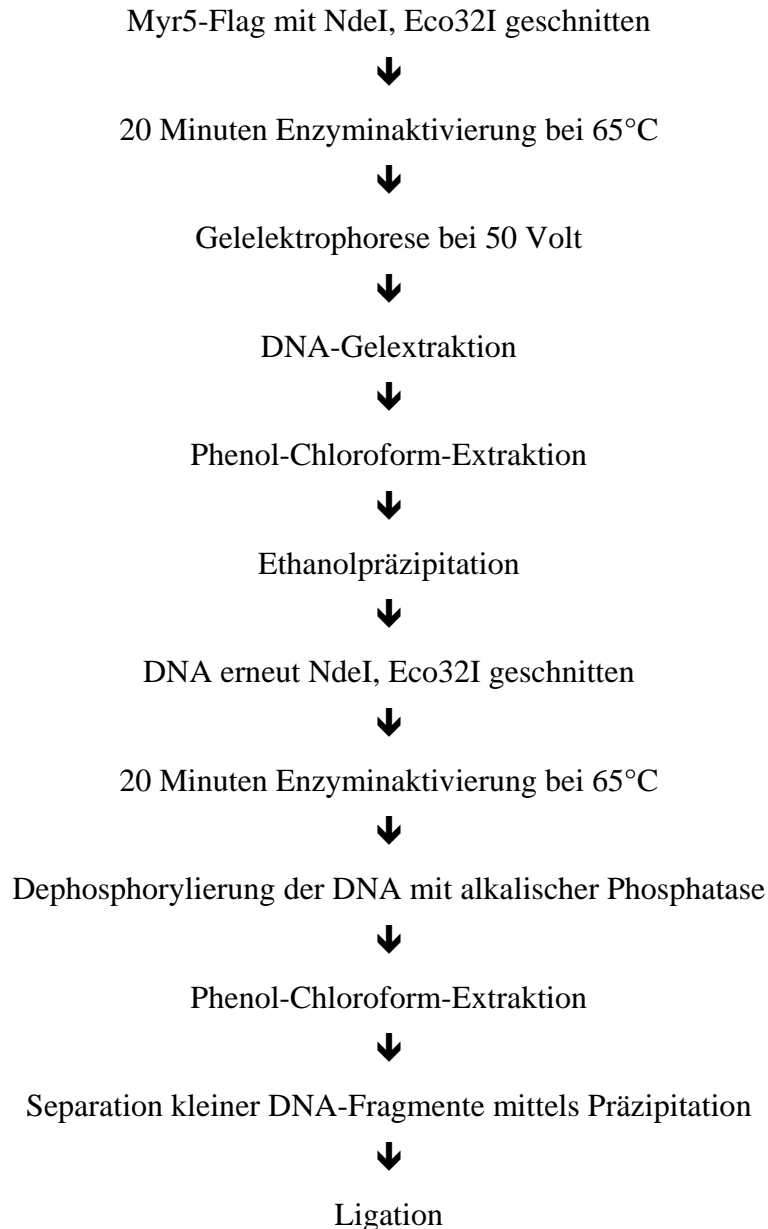 Myr5-Flag mit NdeI, Eco32I geschnitten
20 Minuten Enzyminaktivierung bei 65°C
Gelelektrophorese bei 50 Volt
DNA-Gelextraktion
Phenol-Chloroform-Extraktion
Ethanolpräzipitation
DNA erneut NdeI, Eco32I geschnitten
20 Minuten Enzyminaktivierung bei 65°C
Dephosphorylierung der DNA mit alkalischer Phosphatase
Phenol-Chloroform-Extraktion
Separation kleiner DNA-Fragmente mittels Präzipitation
Ligation